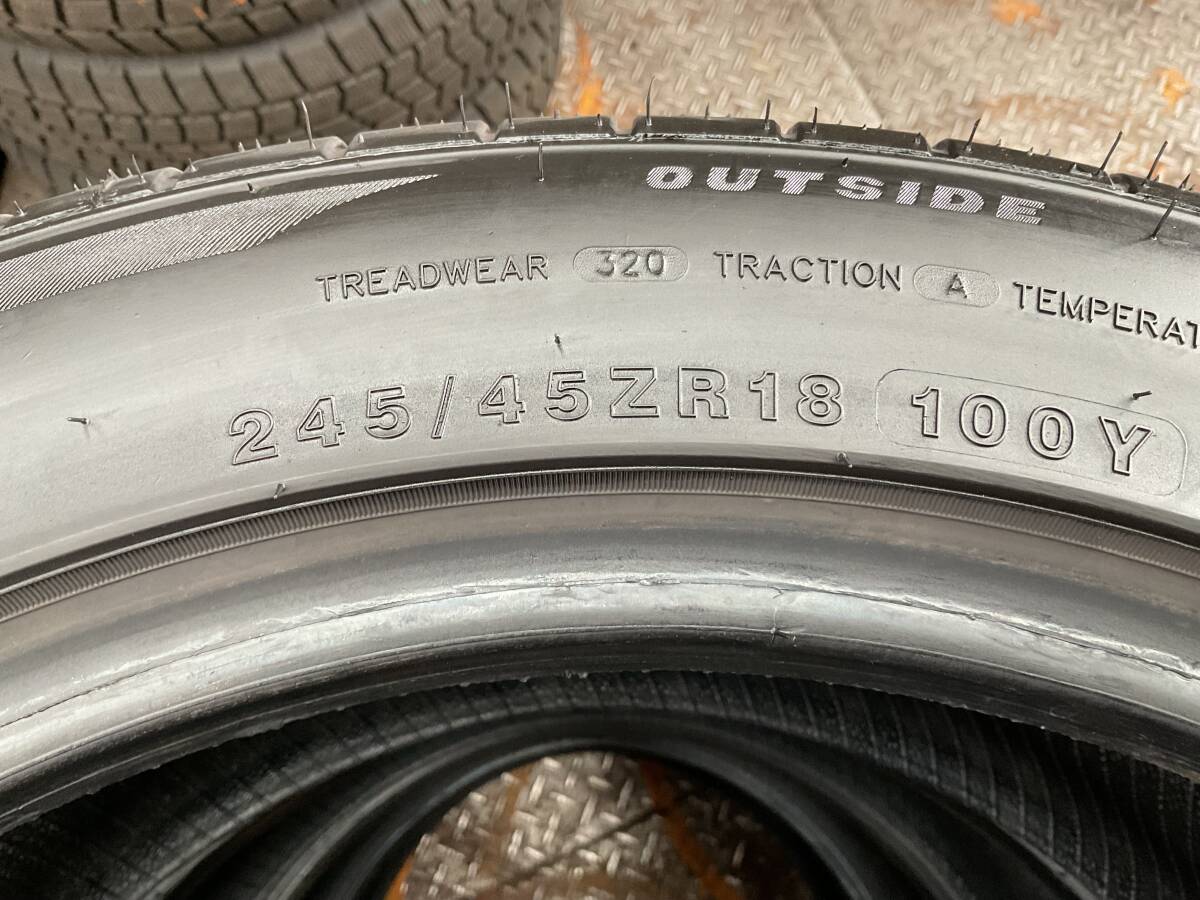 OUTSIDE
TREADWEAR 320 TRACTION A TEMPERAT
245/45ZR18 100Y